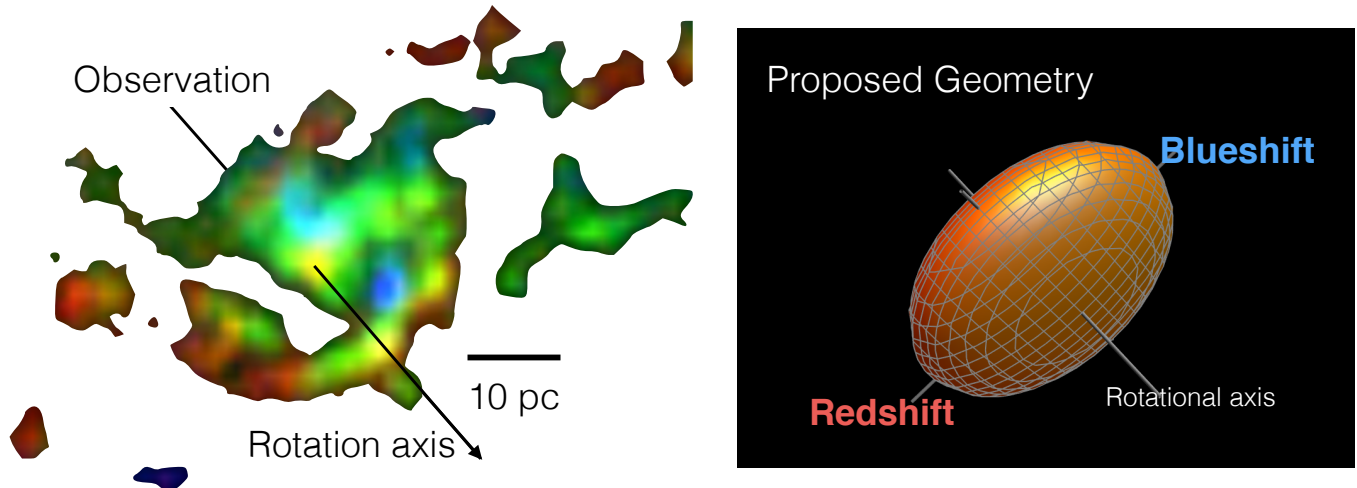 Observation
10 pc
Rotation axis
Proposed Geometry
Blueshift
Rotational axis
Redshift